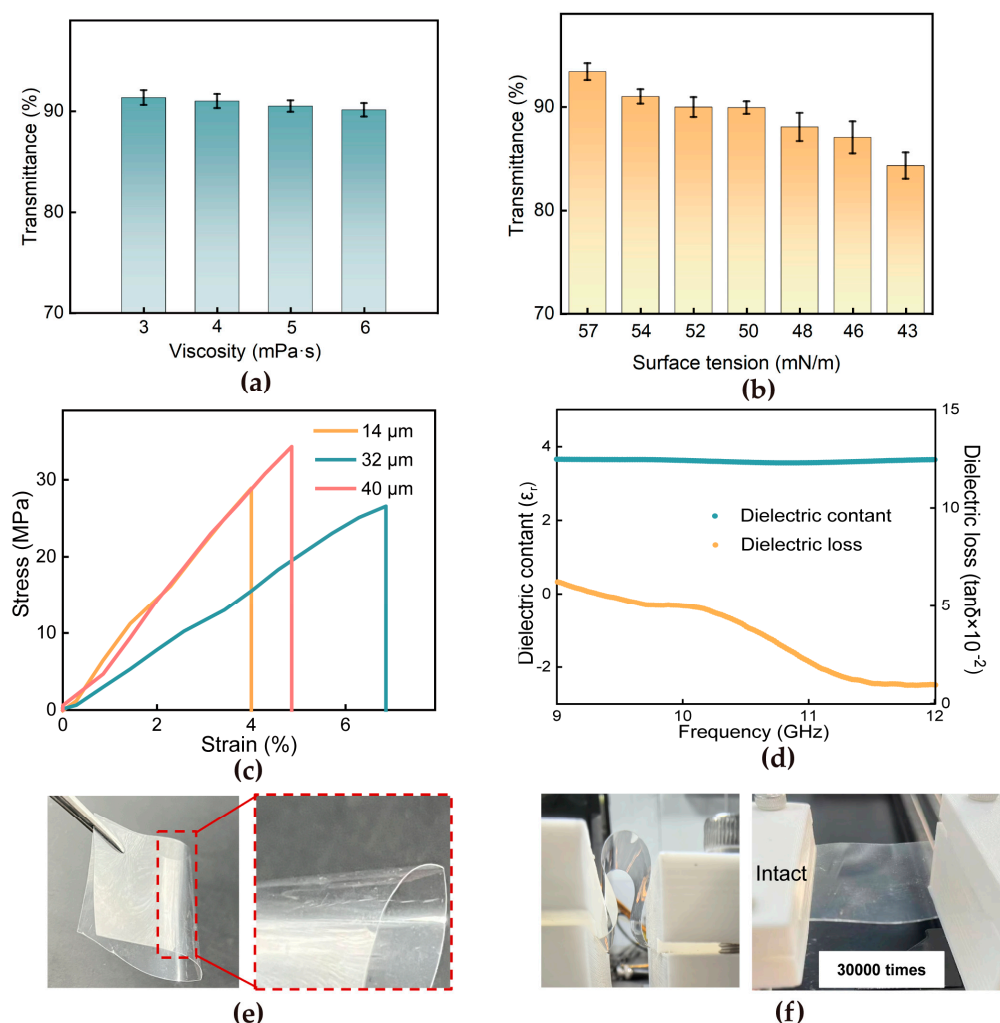 Transmittance (%)
90
80
70
3 4 5 6
Viscosity (mPa·s)
(a)
Transmittance (%)
90
80
70
57 54 52 50 48 46 43
Surface tension (mN/m)
(b)
Stress (MPa)
30
20
10
0
0 2 4 6
Strain (%)
14 μm
32 μm
40 μm
(c)
Dielectric contant (εr)
4
2
0
-2
Dielectric contant
Dielectric loss
15
10
5
0
Dielectric loss (tanδ×10⁻²)
9 10 11 12
Frequency (GHz)
(d)
(e)
Intact
30000 times
(f)